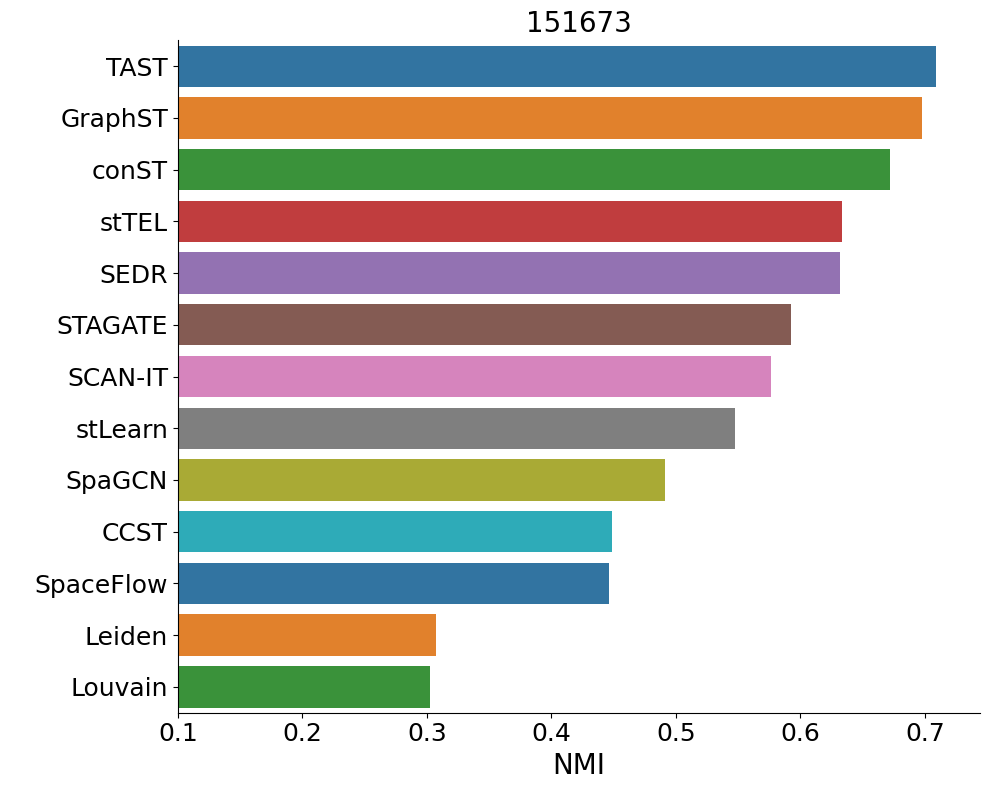 151673
TAST
GraphST
conST
stTEL
SEDR
STAGATE
SCAN-IT
stLearn
SpaGCN
CCST
SpaceFlow
Leiden
Louvain
0.1 0.2 0.3 0.4 0.5 0.6 0.7
NMI